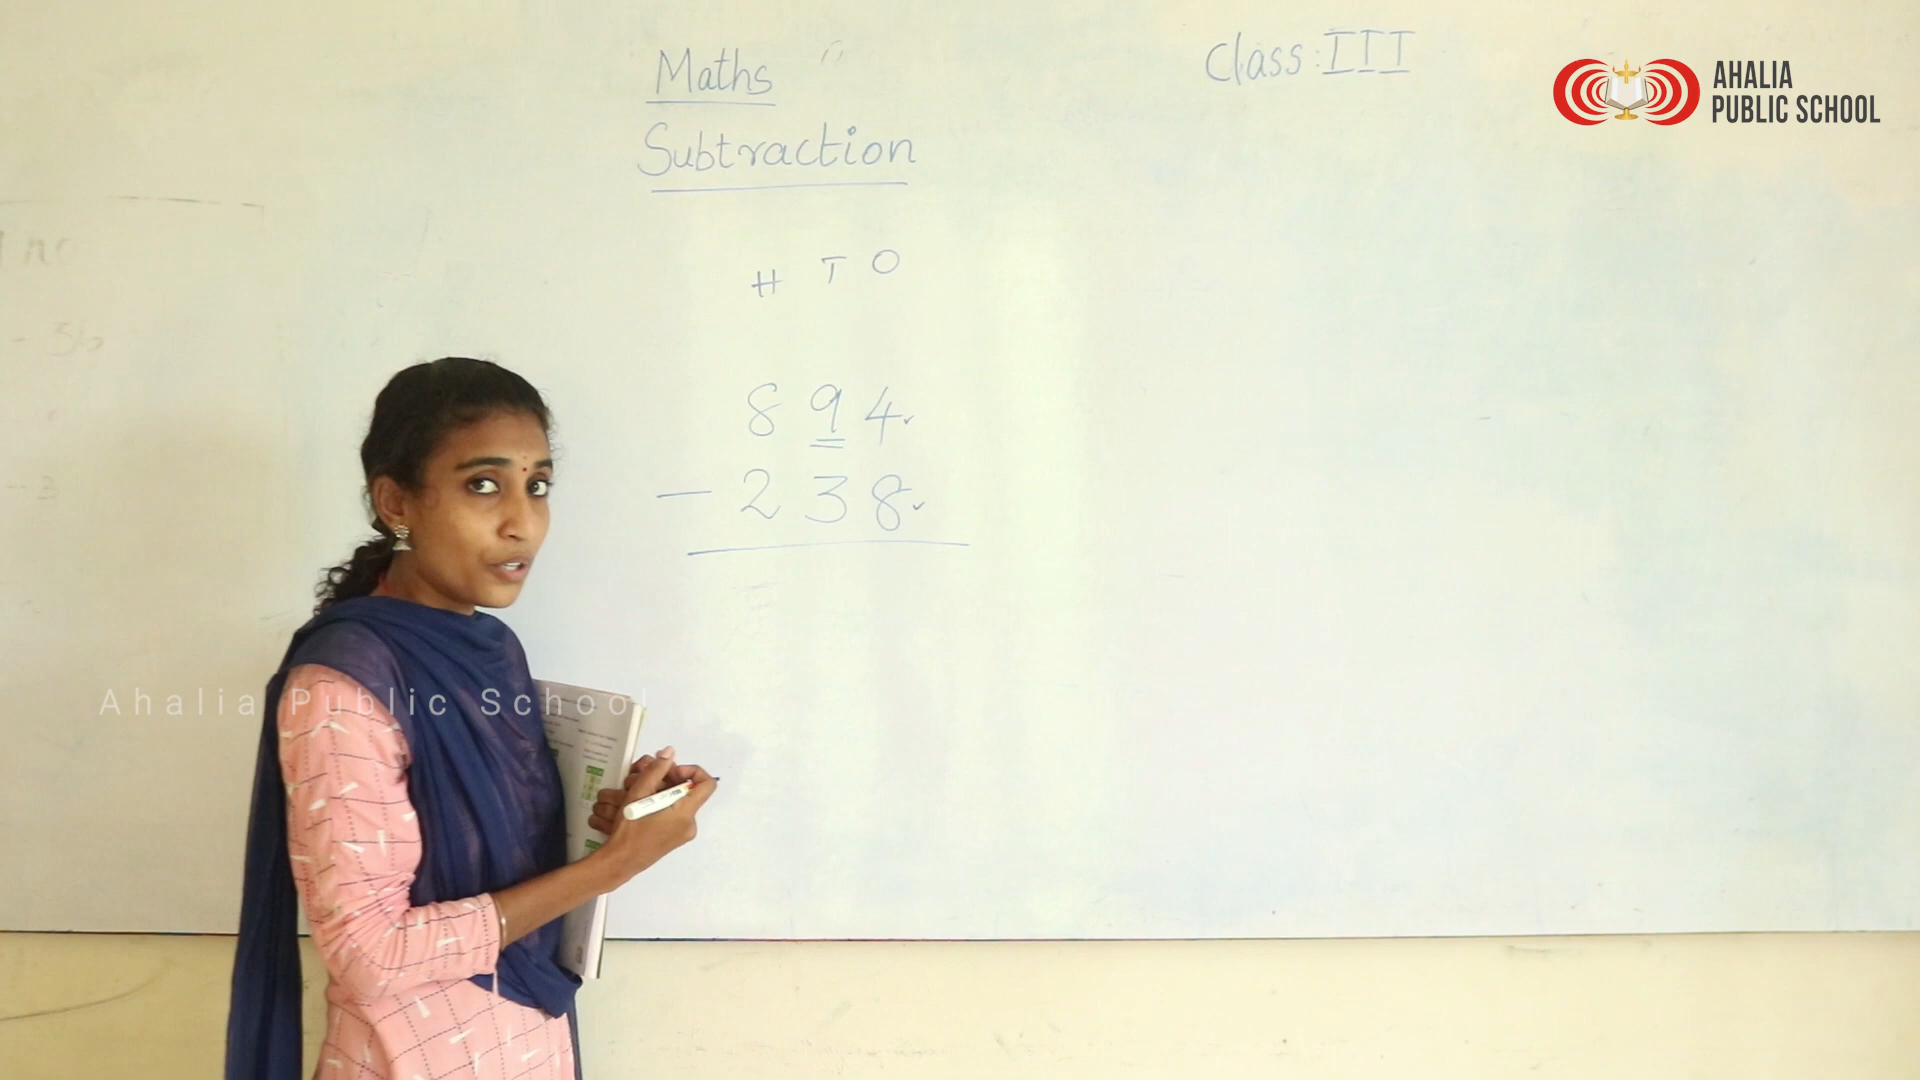 Maths
Class: III
AHALIA
PUBLIC SCHOOL
Subtraction
H T O
8 9 4
- 2 3 8
Ahalia Public School